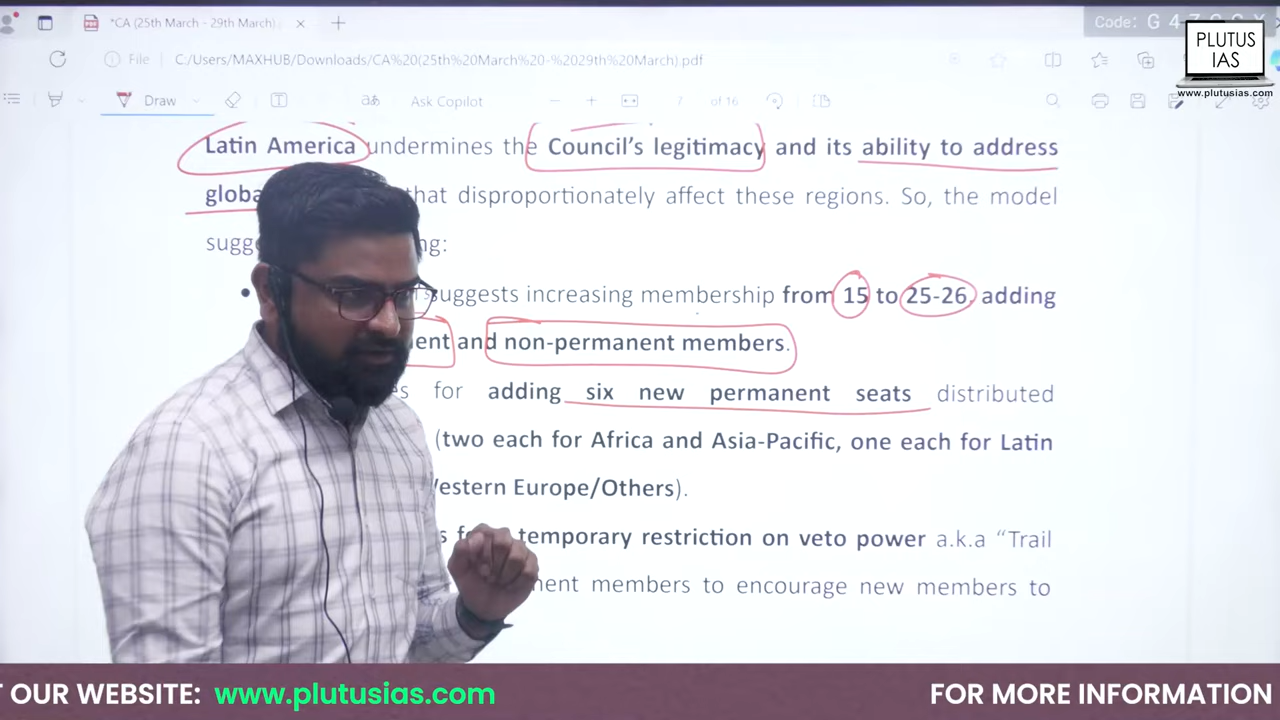 *CA (25th March - 29th March)
Code: G 4 7
PLUTUS
IAS
www.plutusias.com
File C:/Users/MAXHUB/Downloads/CA%20(25th%20March%20-%2029th%20March).pdf
Draw
Ask Copilot
7 of 16
Latin America undermines the Council's legitimacy and its ability to address
that disproportionately affect these regions. So, the model
suggests increasing membership from 15 to 25-26, adding
and non-permanent members.
for adding six new permanent seats distributed
(two each for Africa and Asia-Pacific, one each for Latin
Europe/Others).
temporary restriction on veto power a.k.a "Trail
members to encourage new members to
OUR WEBSITE: www.plutusias.com
FOR MORE INFORMATION